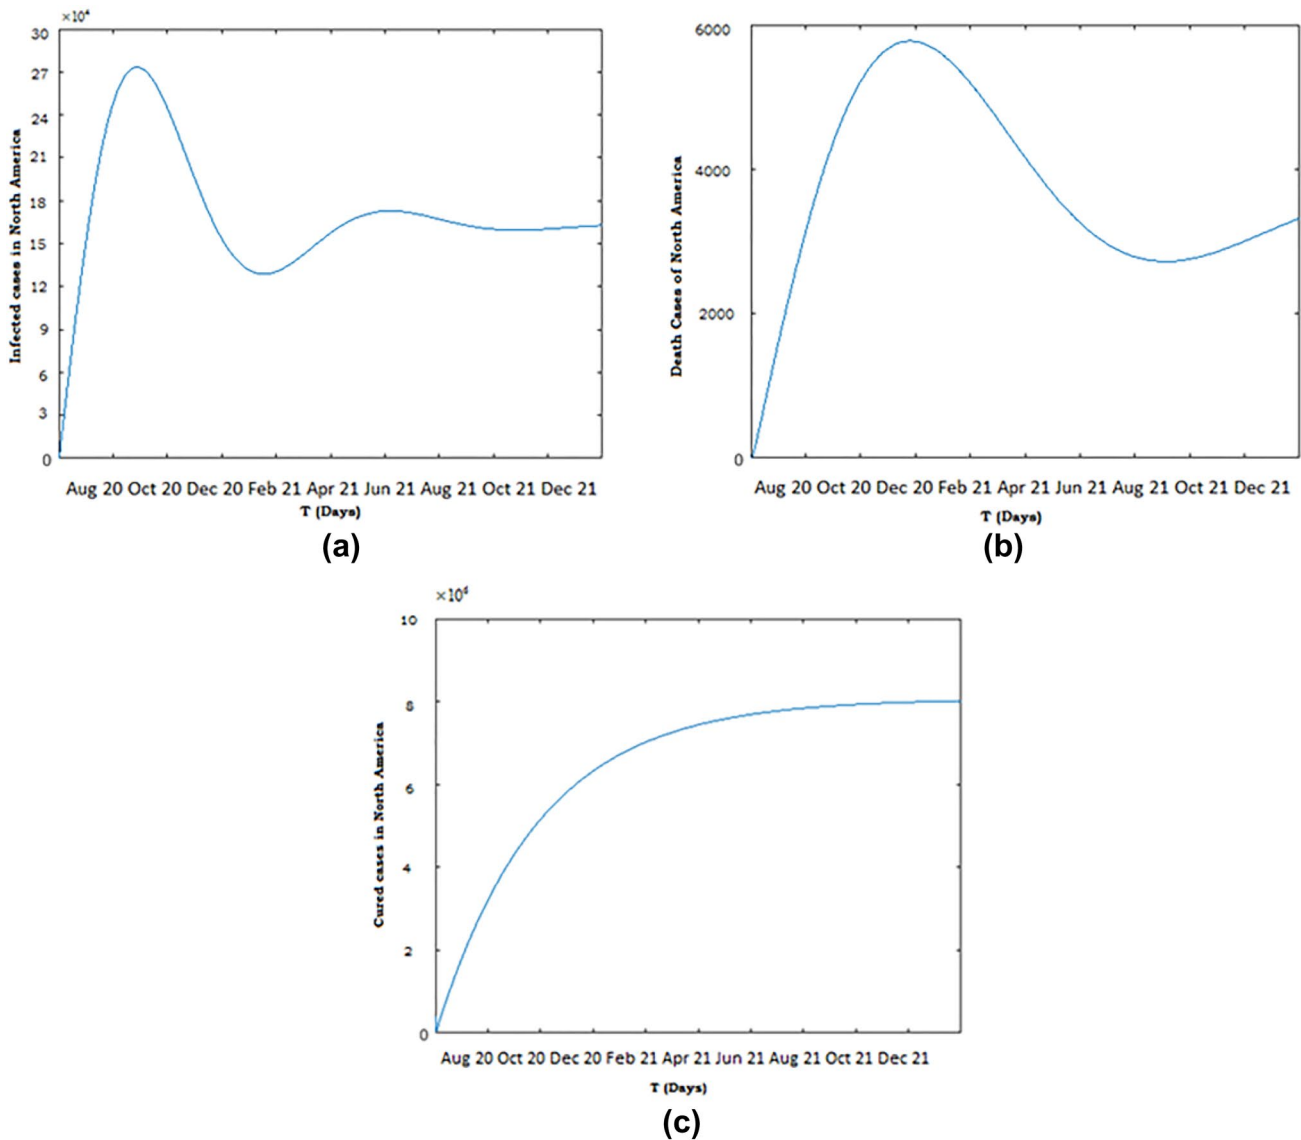 ×10⁴
30
27
24
21
18
15
12
9
6
3
0
Infected cases in North America
Aug 20 Oct 20 Dec 20 Feb 21 Apr 21 Jun 21 Aug 21 Oct 21 Dec 21
T (Days)
(a)
6000
4000
2000
0
Death Cases of North America
Aug 20 Oct 20 Dec 20 Feb 21 Apr 21 Jun 21 Aug 21 Oct 21 Dec 21
T (Days)
(b)
×10⁶
10
8
6
4
2
0
Cured cases in North America
Aug 20 Oct 20 Dec 20 Feb 21 Apr 21 Jun 21 Aug 21 Oct 21 Dec 21
T (Days)
(c)